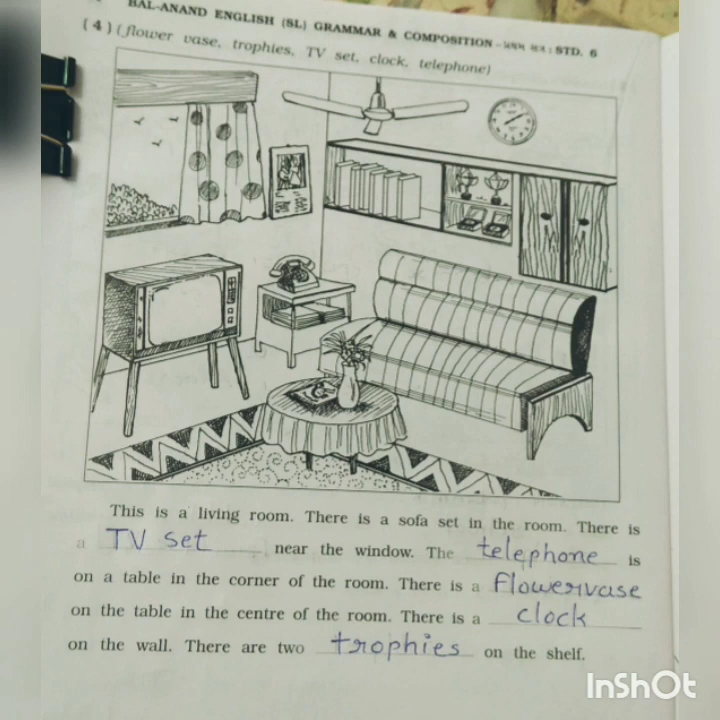 BAL-ANAND ENGLISH (SL) GRAMMAR & COMPOSITION - પ્રથમ સત્ર : STD. 6
(4) (flower vase, trophies, TV set, clock, telephone)
This is a living room. There is a sofa set in the room. There is
a TV set near the window. The telephone is
on a table in the corner of the room. There is a Flowervase
on the table in the centre of the room. There is a clock
on the wall. There are two trophies on the shelf.
InShOt